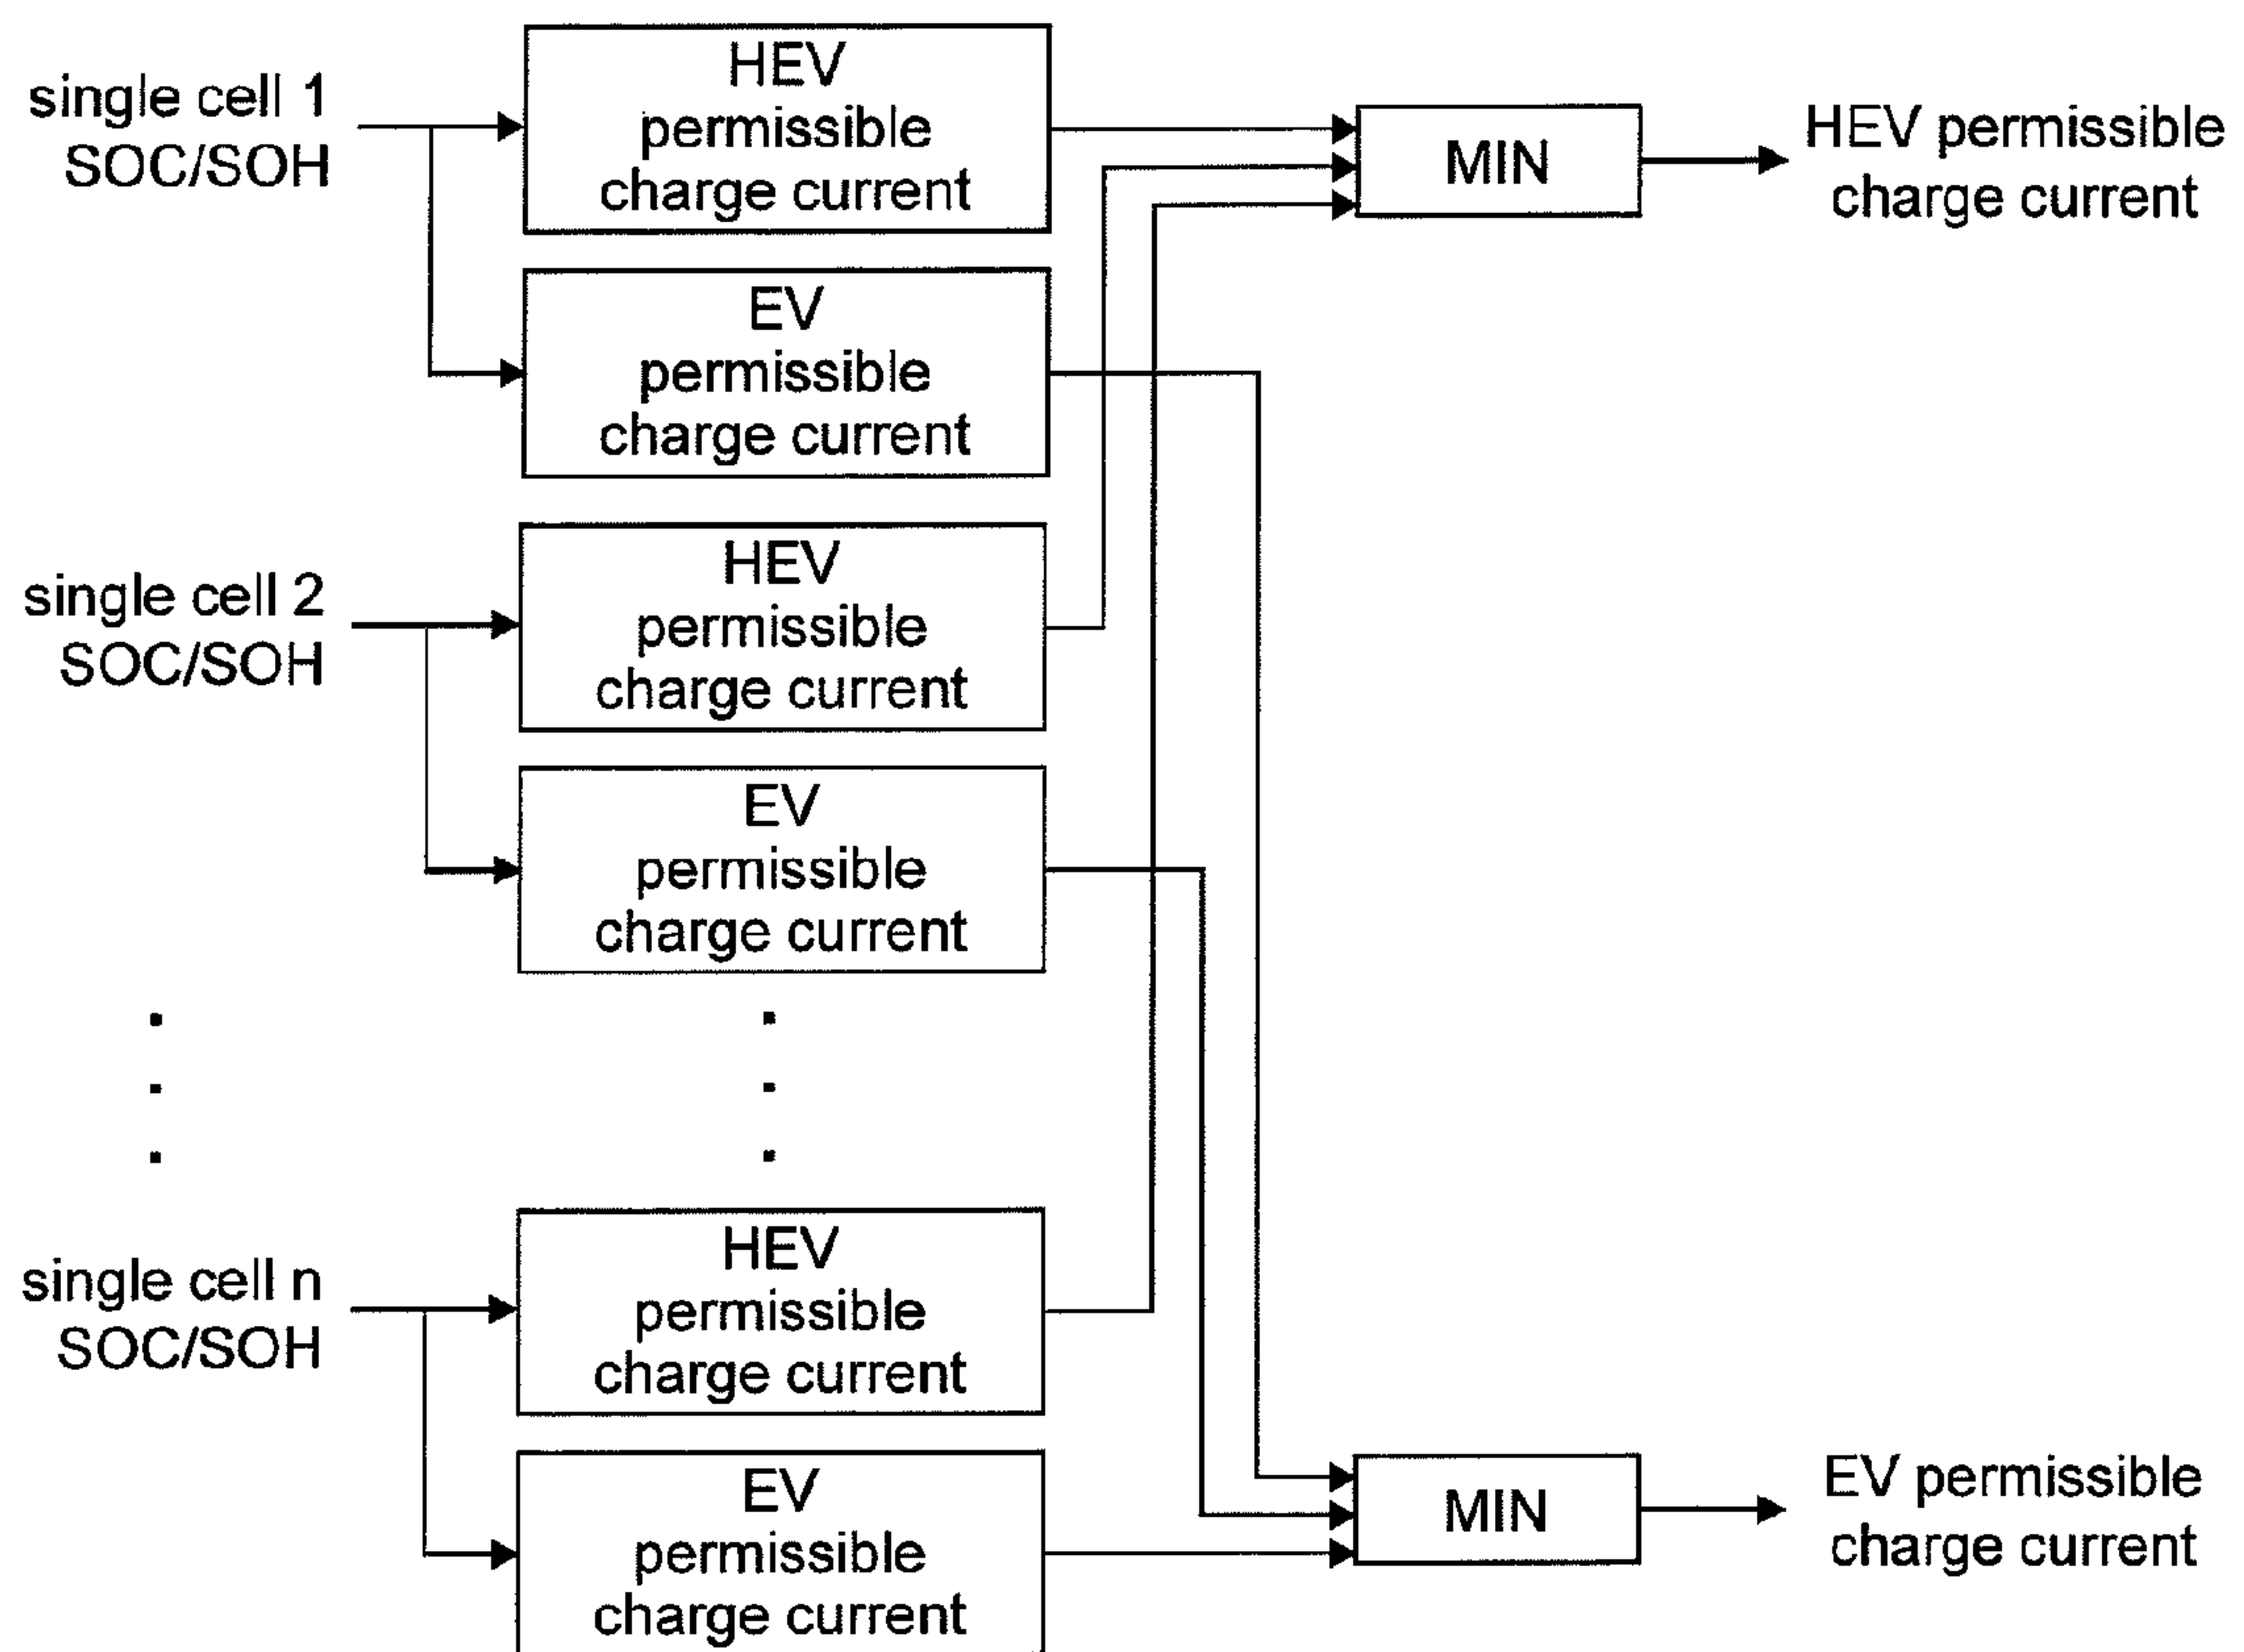 single cell 1
SOC/SOH
HEV
permissible
charge current
MIN
HEV permissible
charge current
EV
permissible
charge current
single cell 2
SOC/SOH
HEV
permissible
charge current
EV
permissible
charge current
single cell n
SOC/SOH
HEV
permissible
charge current
EV
permissible
charge current
MIN
EV permissible
charge current